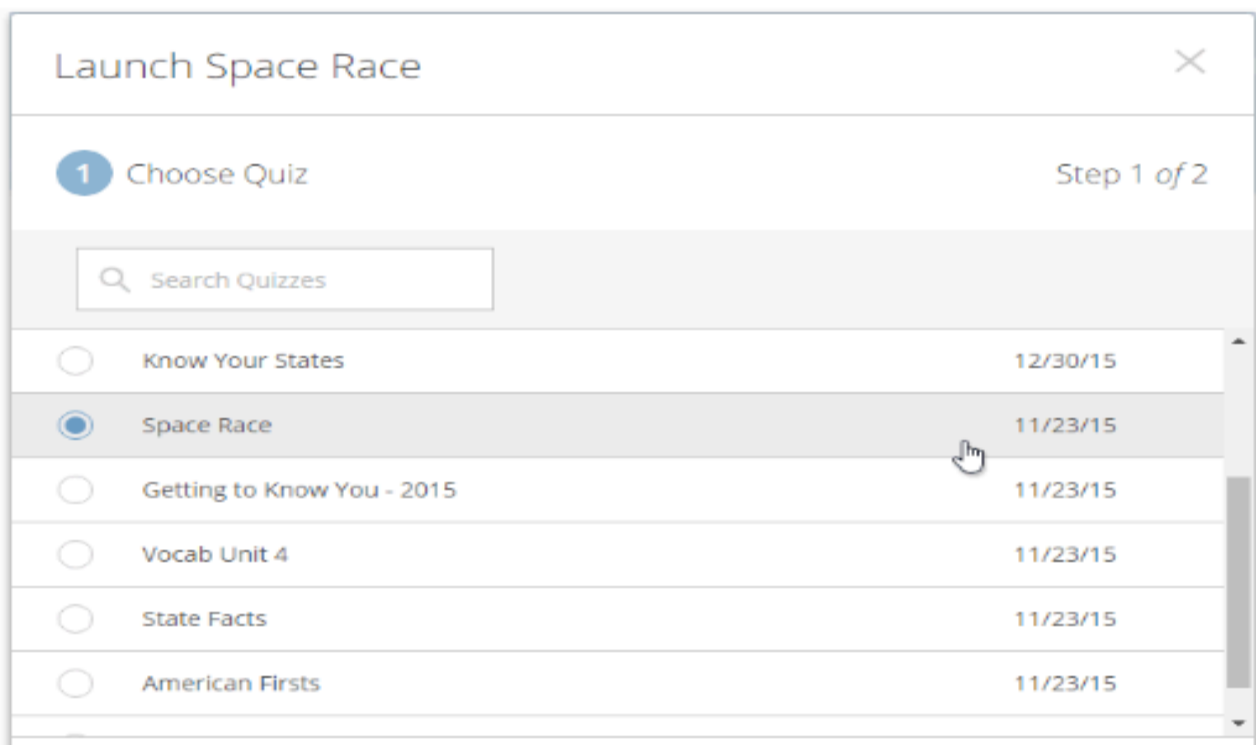 Launch Space Race
1 Choose Quiz Step 1 of 2
Search Quizzes
Know Your States 12/30/15
Space Race 11/23/15
Getting to Know You - 2015 11/23/15
Vocab Unit 4 11/23/15
State Facts 11/23/15
American Firsts 11/23/15